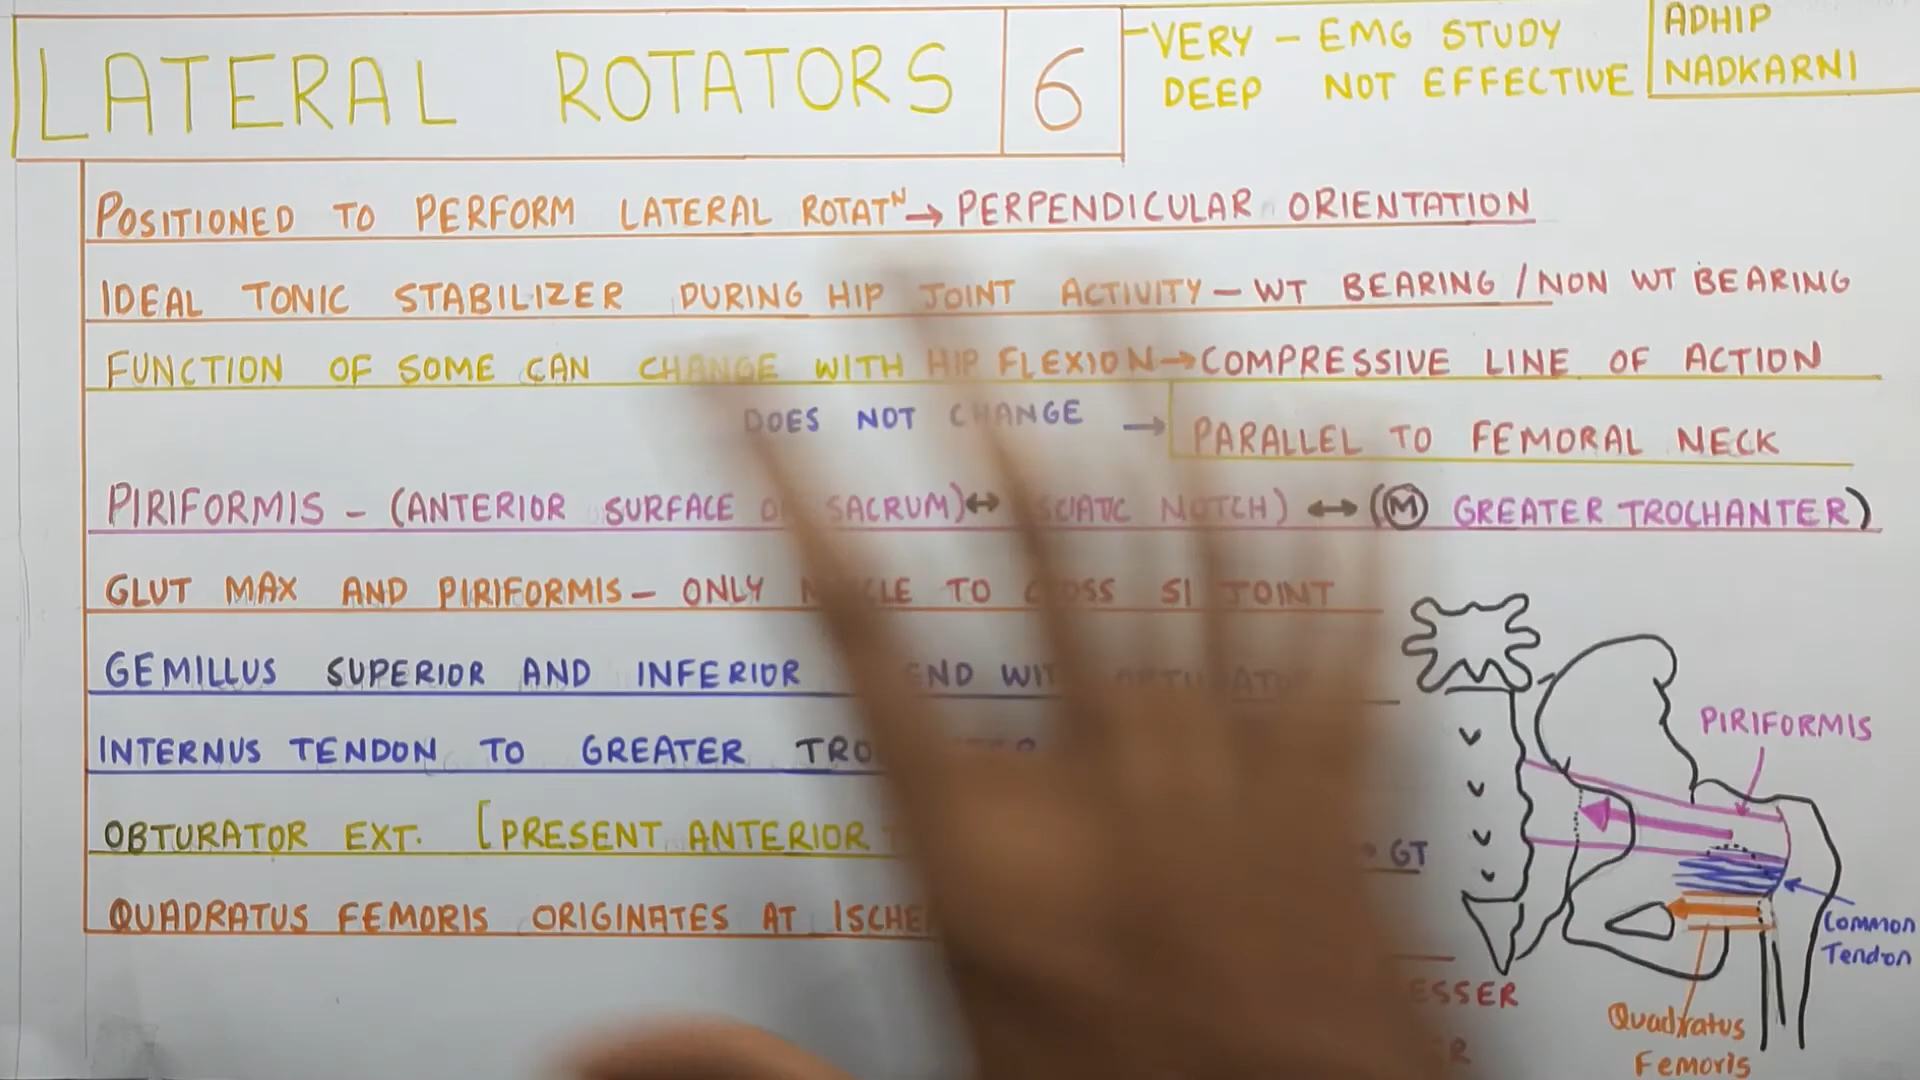 LATERAL ROTATORS 6
- VERY DEEP
- EMG STUDY NOT EFFECTIVE
ADHIP NADKARNI
POSITIONED TO PERFORM LATERAL ROTATᴺ → PERPENDICULAR ORIENTATION
IDEAL TONIC STABILIZER DURING HIP JOINT ACTIVITY - WT BEARING / NON WT BEARING
FUNCTION OF SOME CAN CHANGE WITH HIP FLEXION → COMPRESSIVE LINE OF ACTION
DOES NOT CHANGE → PARALLEL TO FEMORAL NECK
PIRIFORMIS - (ANTERIOR SURFACE SACRUM) ↔ SCIATIC NOTCH) ↔ (M GREATER TROCHANTER)
GLUT MAX AND PIRIFORMIS - ONLY TO CROSS SI JOINT
GEMILLUS SUPERIOR AND INFERIOR
INTERNUS TENDON TO GREATER
OBTURATOR EXT. [PRESENT ANTERIOR GT
QUADRATUS FEMORIS ORIGINATES AT
PIRIFORMIS
COMMON
Tendon
Quadratus
Femoris